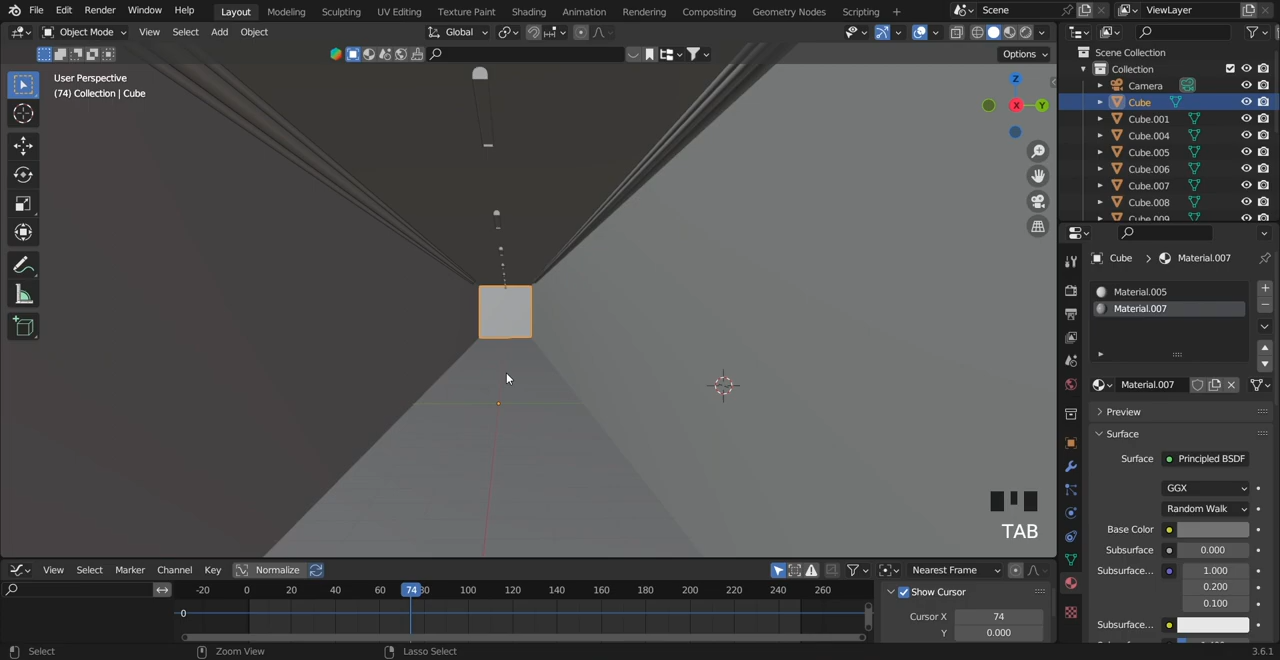 File Edit Render Window Help Layout Modeling Sculpting UV Editing Texture Paint Shading Animation Rendering Compositing Geometry Nodes Scripting + Scene ViewLayer
Object Mode View Select Add Object Global
Options
User Perspective
(74) Collection | Cube
Z
X
Y
TAB
Scene Collection
Collection
Camera
Cube
Cube.001
Cube.004
Cube.005
Cube.006
Cube.007
Cube.008
Cube.009
Cube > Material.007
Material.005
Material.007
Material.007
Preview
Surface
Surface Principled BSDF
GGX
Random Walk
Base Color
Subsurface 0.000
Subsurface... 1.000
0.200
0.100
Subsurface...
View Select Marker Channel Key Normalize Nearest Frame
-20 0 20 40 74 80 100 120 140 160 180 200 220 240 260
0
Show Cursor
Cursor X 74
Y 0.000
Select Zoom View Lasso Select 3.6.1